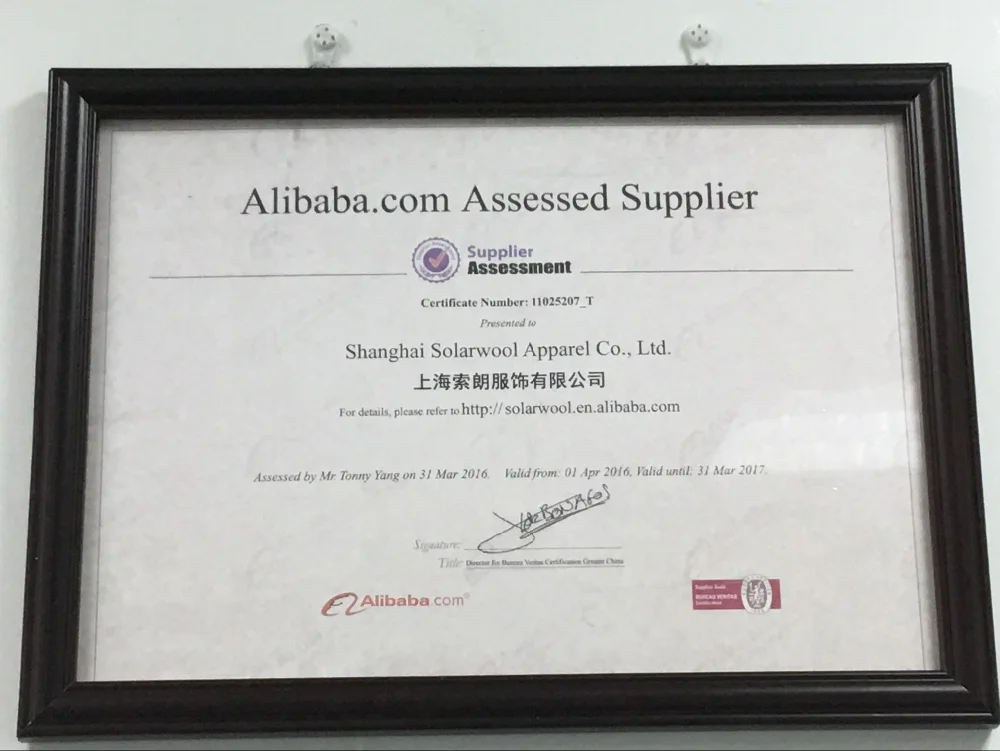 Alibaba.com Assessed Supplier
Supplier
Assessment
Certificate Number: 11025207_T
Presented to
Shanghai Solarwool Apparel Co., Ltd.
上海索朗服饰有限公司
For details, please refer to http://solarwool.en.alibaba.com
Assessed by Mr Tonny Yang on 31 Mar 2016. Valid from: 01 Apr 2016, Valid until: 31 Mar 2017.
Signature:
Title: Director for Bureau Veritas Certification Greater China
Alibaba.com®
Supplier Audit
BUREAU VERITAS
Certification